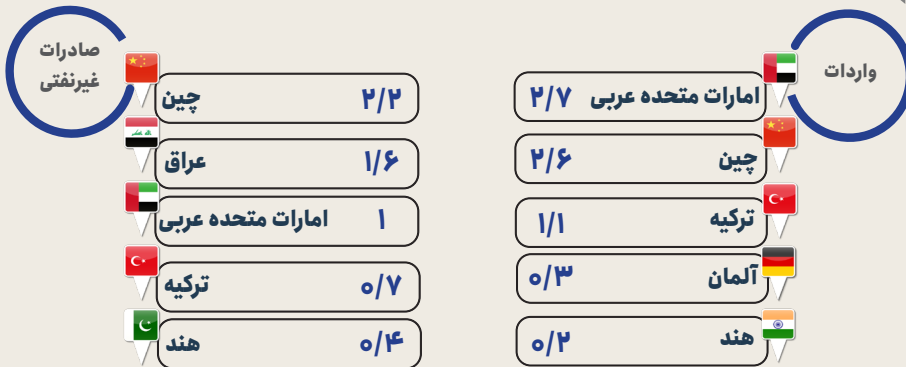 واردات
امارات متحده عربی ۲/۷
چین ۲/۶
ترکیه ۱/۱
آلمان ۰/۳
هند ۰/۲
صادرات
غیرنفتی
چین ۲/۲
عراق ۱/۶
امارات متحده عربی ۱
ترکیه ۰/۷
هند ۰/۴